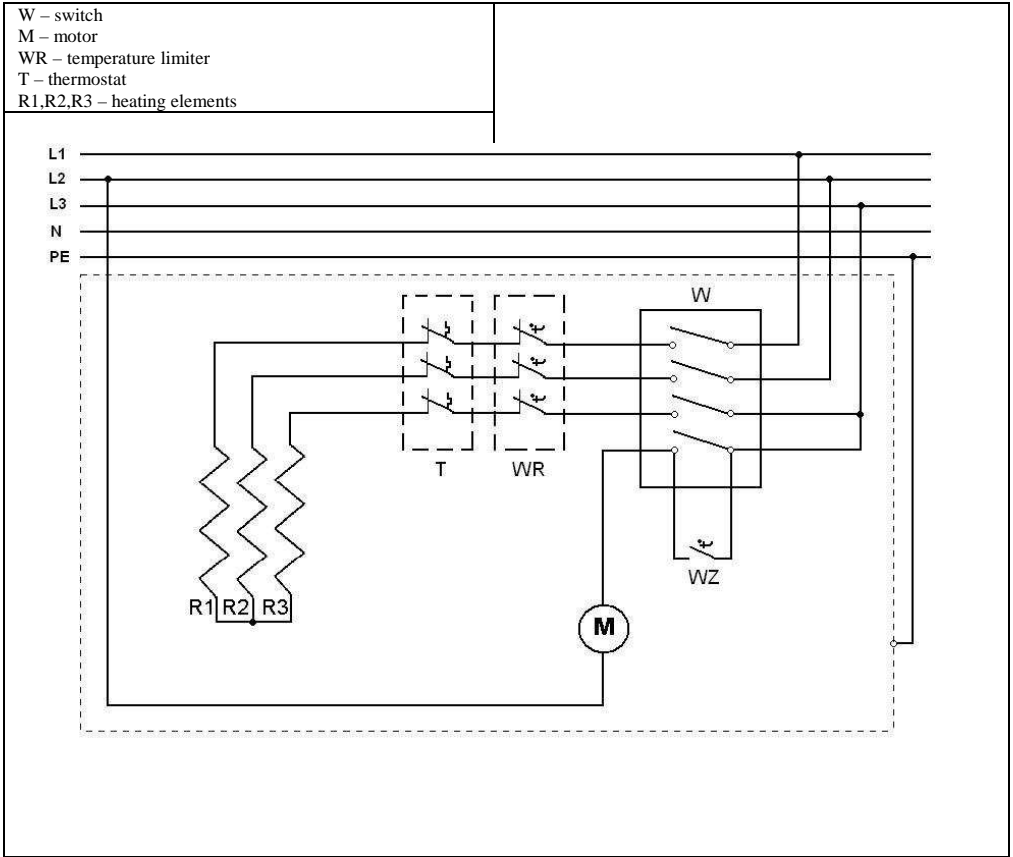 W – switch
M – motor
WR – temperature limiter
T – thermostat
R1,R2,R3 – heating elements
L1
L2
L3
N
PE
W
T
WR
WZ
R1 R2 R3
M